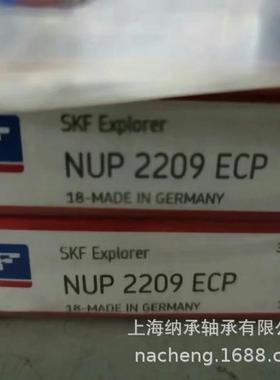 SKF Explorer
NUP 2209 ECP
18-MADE IN GERMANY
SKF Explorer
NUP 2209 ECP
18-MADE IN GERMANY
上海纳承轴承有限公司
nacheng.1688.co